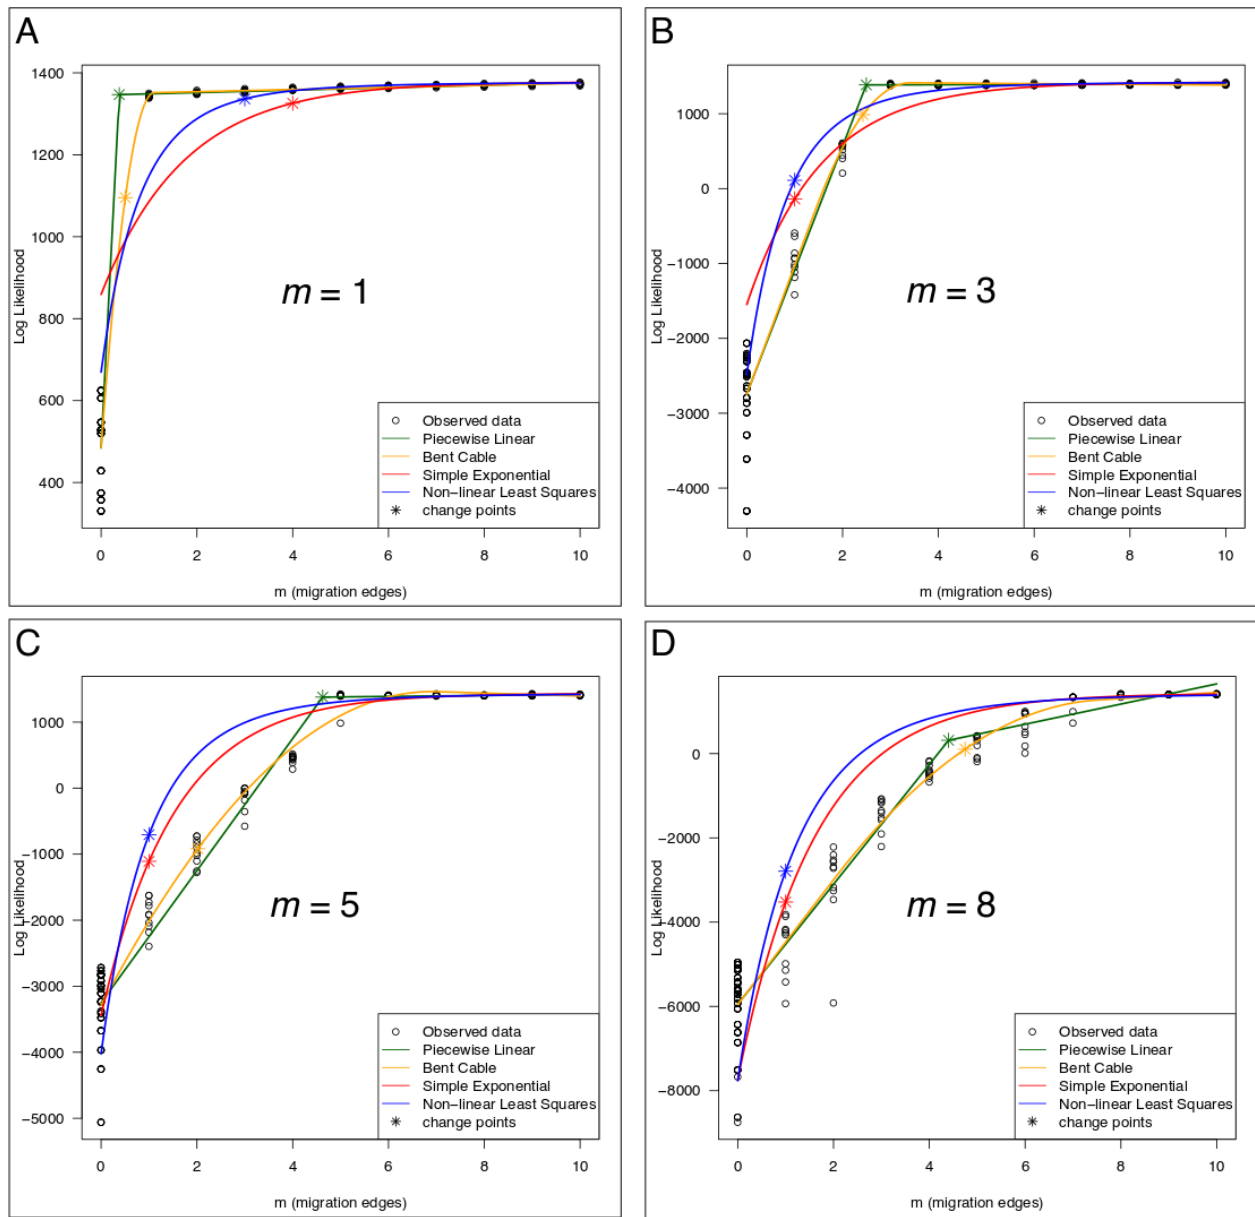 A
1400
1200
1000
800
600
400
Log Likelihood
m = 1
Observed data
Piecewise Linear
Bent Cable
Simple Exponential
Non−linear Least Squares
change points
0 2 4 6 8 10
m (migration edges)
B
1000
0
−1000
−2000
−3000
−4000
Log Likelihood
m = 3
Observed data
Piecewise Linear
Bent Cable
Simple Exponential
Non−linear Least Squares
change points
0 2 4 6 8 10
m (migration edges)
C
1000
0
−1000
−2000
−3000
−4000
−5000
Log Likelihood
m = 5
Observed data
Piecewise Linear
Bent Cable
Simple Exponential
Non−linear Least Squares
change points
0 2 4 6 8 10
m (migration edges)
D
0
−2000
−4000
−6000
−8000
Log Likelihood
m = 8
Observed data
Piecewise Linear
Bent Cable
Simple Exponential
Non−linear Least Squares
change points
0 2 4 6 8 10
m (migration edges)